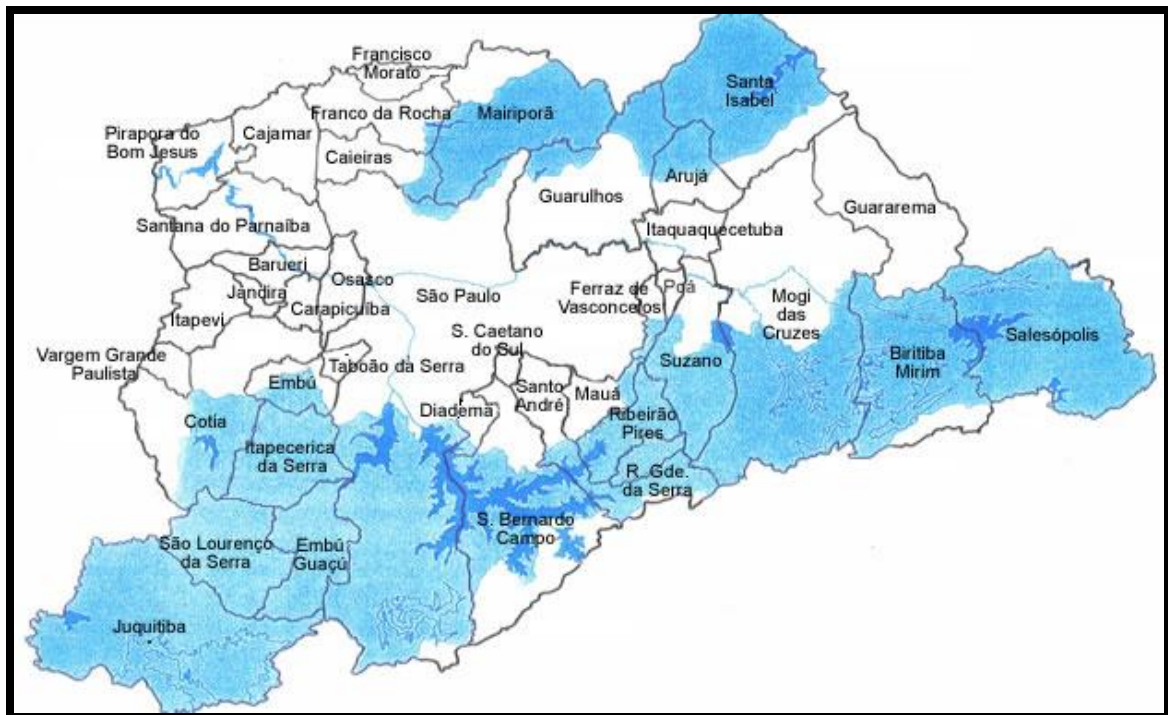 Francisco
Morato
Santa
Isabel
Franco da Rocha
Mairiporã
Pirapora do
Bom Jesus
Cajamar
Caieiras
Arujá
Guarulhos
Guararema
Santana do Parnaíba
Itaquaquecetuba
Barueri
Osasco
Jandira
Carapicuíba
São Paulo
Ferraz de
Vasconcelos
Poá
Mogi
das
Cruzes
Itapevi
S. Caetano
do Sul
Salesópolis
Vargem Grande
Paulista
Taboão da Serra
Suzano
Biritiba
Mirim
Embú
Santo
André
Mauá
Diadema
Cotia
Ribeirão
Pires
Itapecerica
da Serra
R. Gde.
da Serra
S. Bernardo
Campo
São Lourenço
da Serra
Embú
Guaçú
Juquitiba